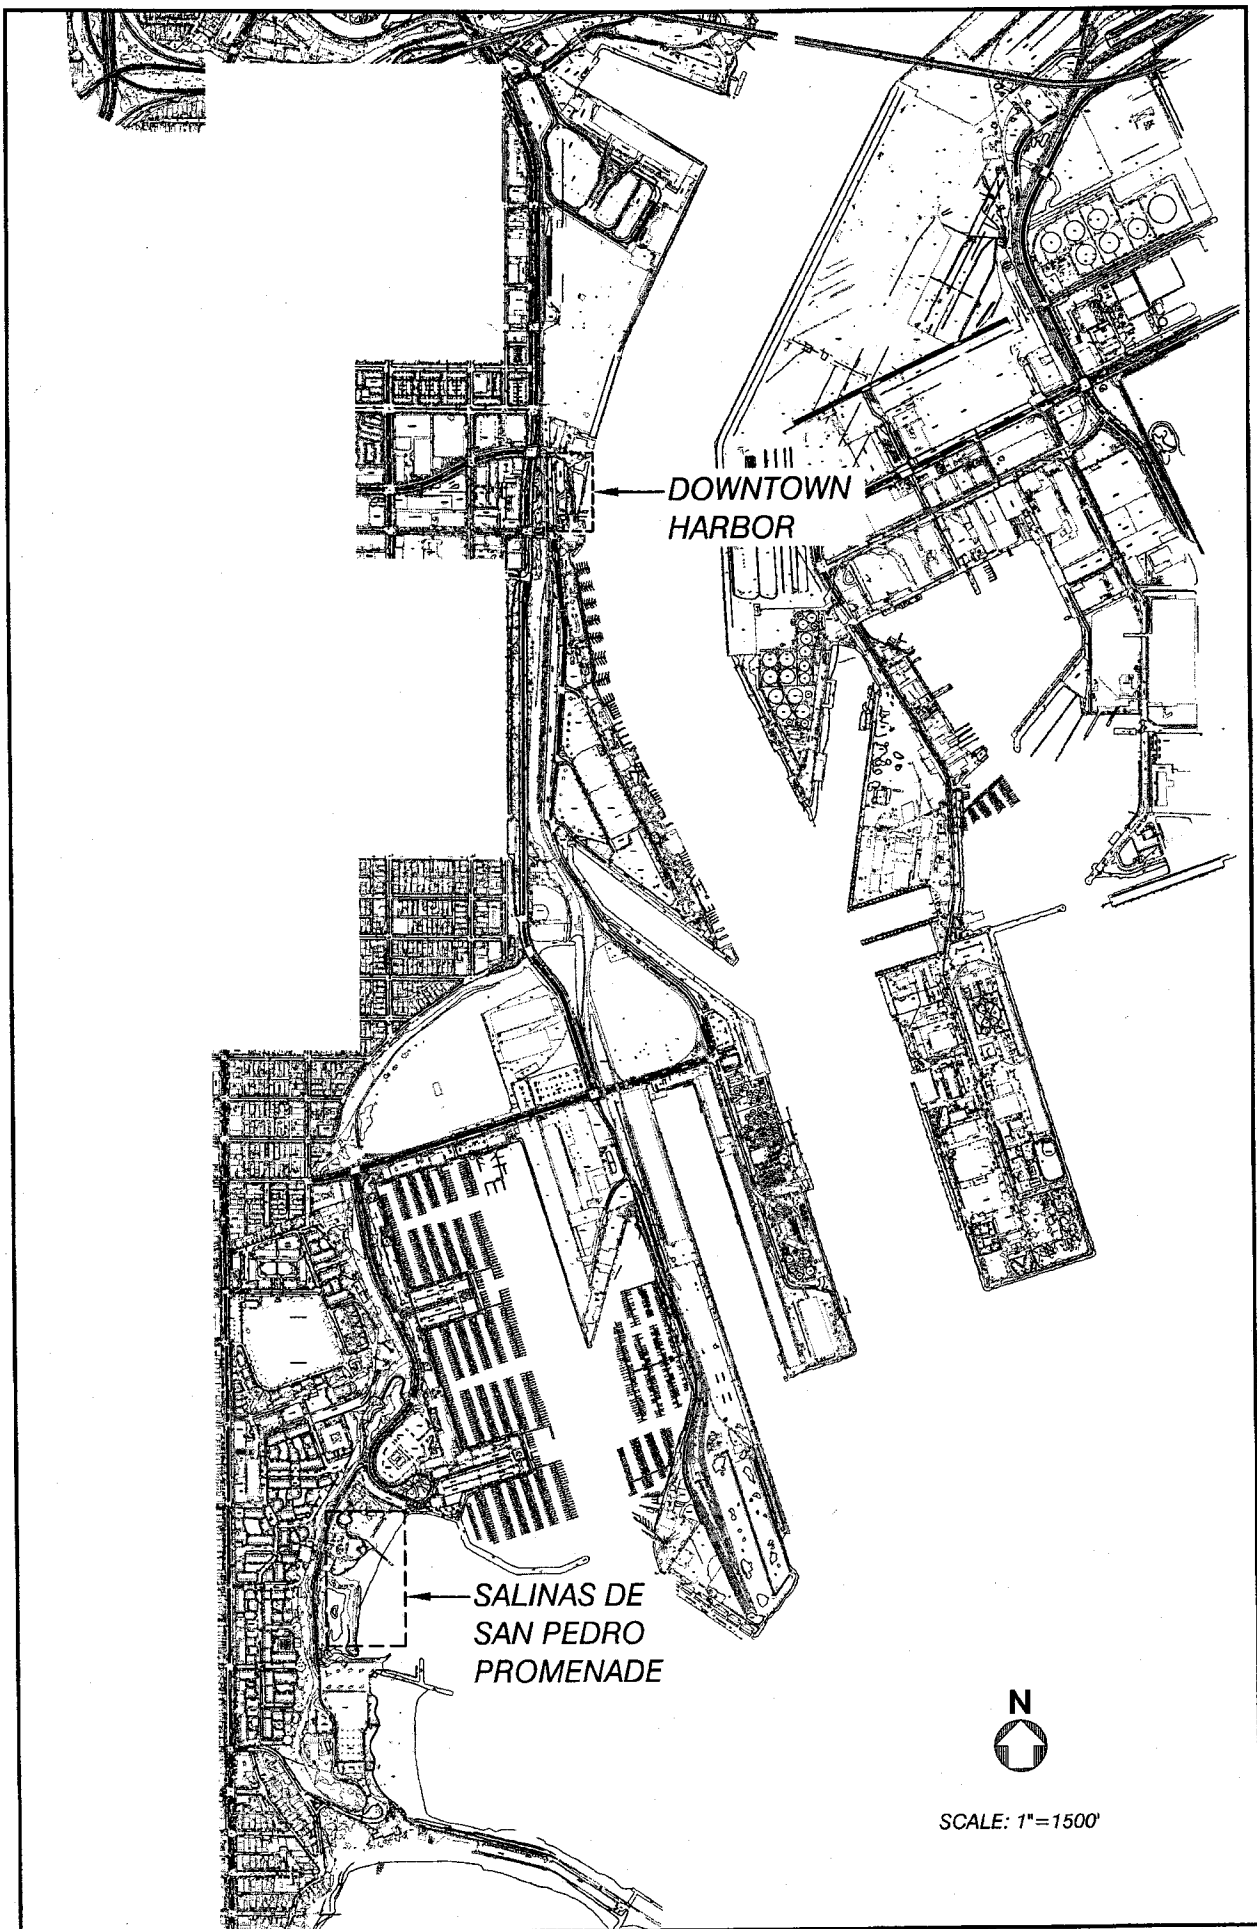 DOWNTOWN
HARBOR
SALINAS DE
SAN PEDRO
PROMENADE
N
SCALE: 1"=1500'